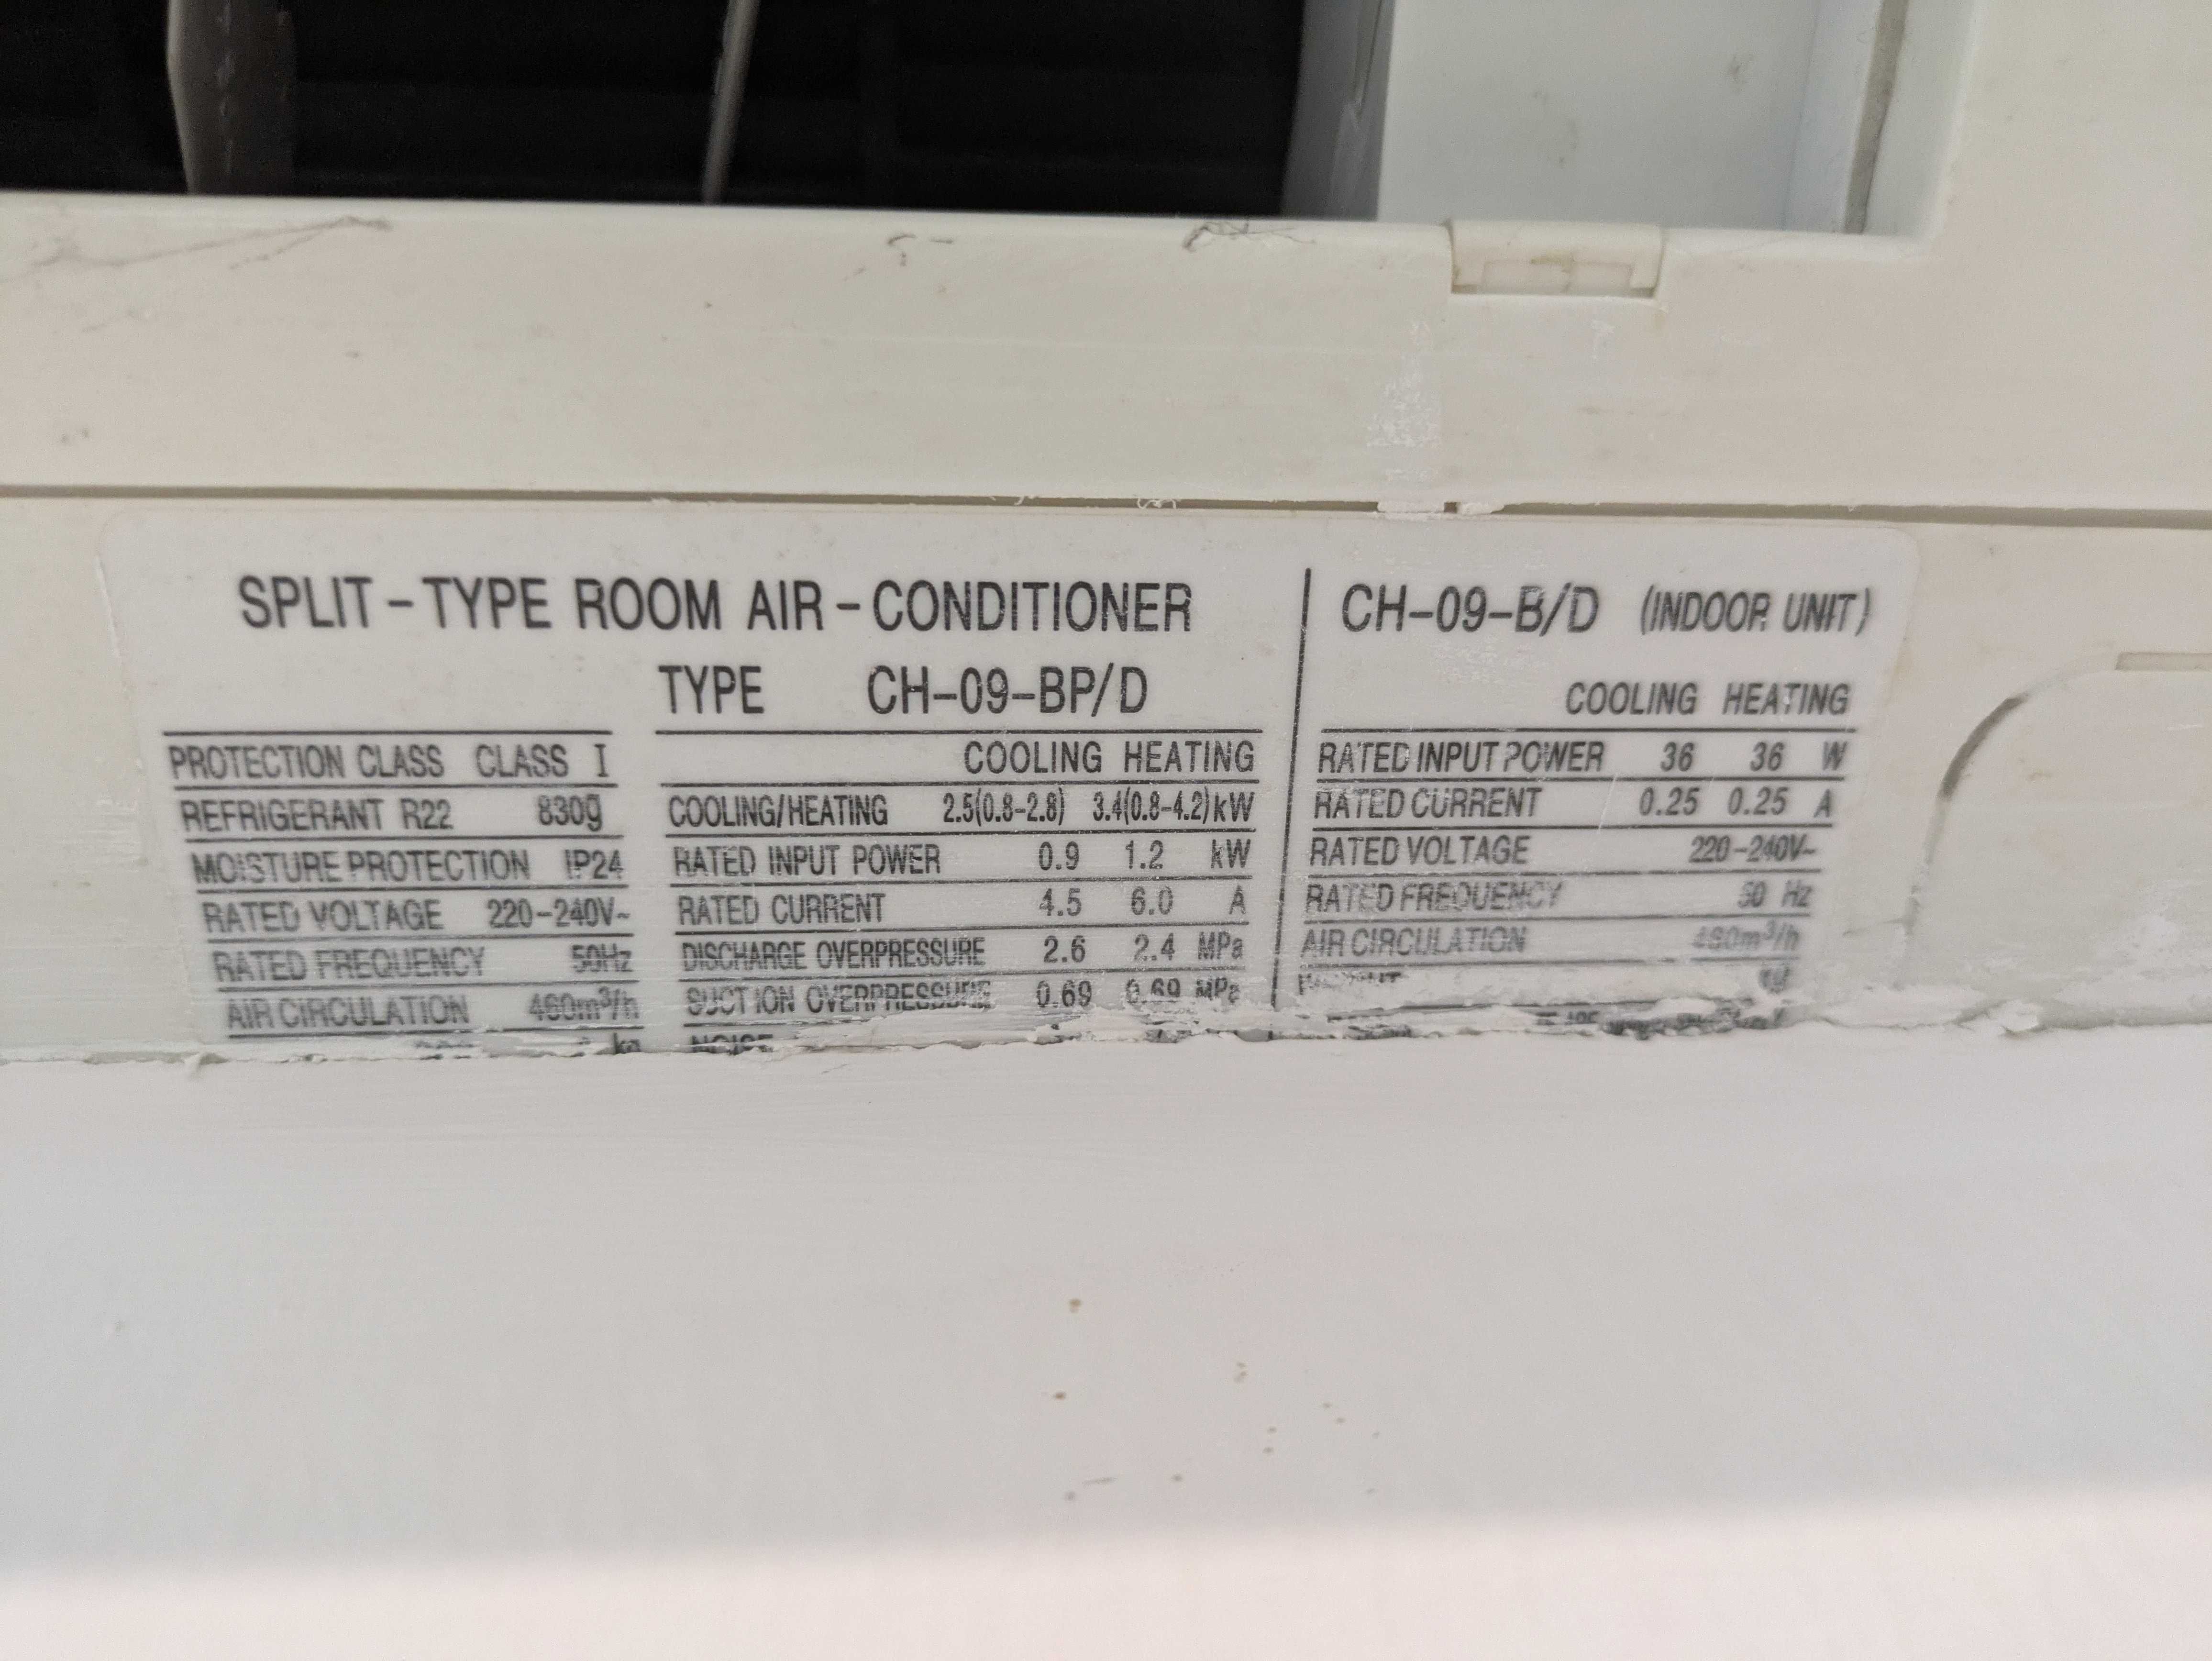 SPLIT-TYPE ROOM AIR-CONDITIONER
TYPE CH-09-BP/D
PROTECTION CLASS CLASS I
REFRIGERANT R22 830g
MOISTURE PROTECTION IP24
RATED VOLTAGE 220-240V~
RATED FREQUENCY 50Hz
AIR CIRCULATION 460m³/h
kg
COOLING HEATING
COOLING/HEATING 2.5(0.8-2.8) 3.4(0.8-4.2)kW
RATED INPUT POWER 0.9 1.2 kW
RATED CURRENT 4.5 6.0 A
DISCHARGE OVERPRESSURE 2.6 2.4 MPa
SUCTION OVERPRESSURE 0.69 0.69 MPa
NOISE
CH-09-B/D (INDOOR UNIT)
COOLING HEATING
RATED INPUT POWER 36 36 W
RATED CURRENT 0.25 0.25 A
RATED VOLTAGE 220-240V~
RATED FREQUENCY 50 Hz
AIR CIRCULATION